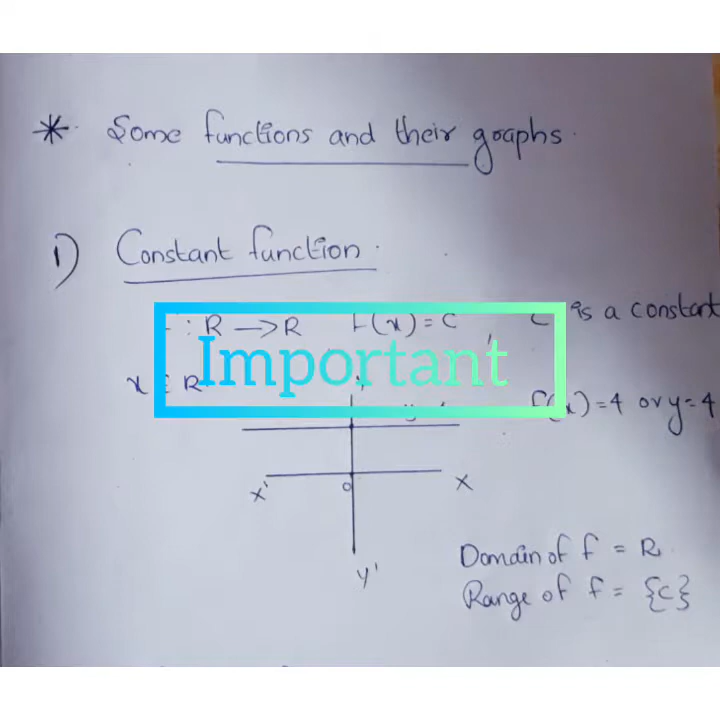 * Some functions and their graphs.
1) Constant function.
: R → R f(x) = C, C is a constant
x ∈ R
Important
f(x) = 4 or y = 4
X' O X
Y'
Domain of f = R.
Range of f = {C}